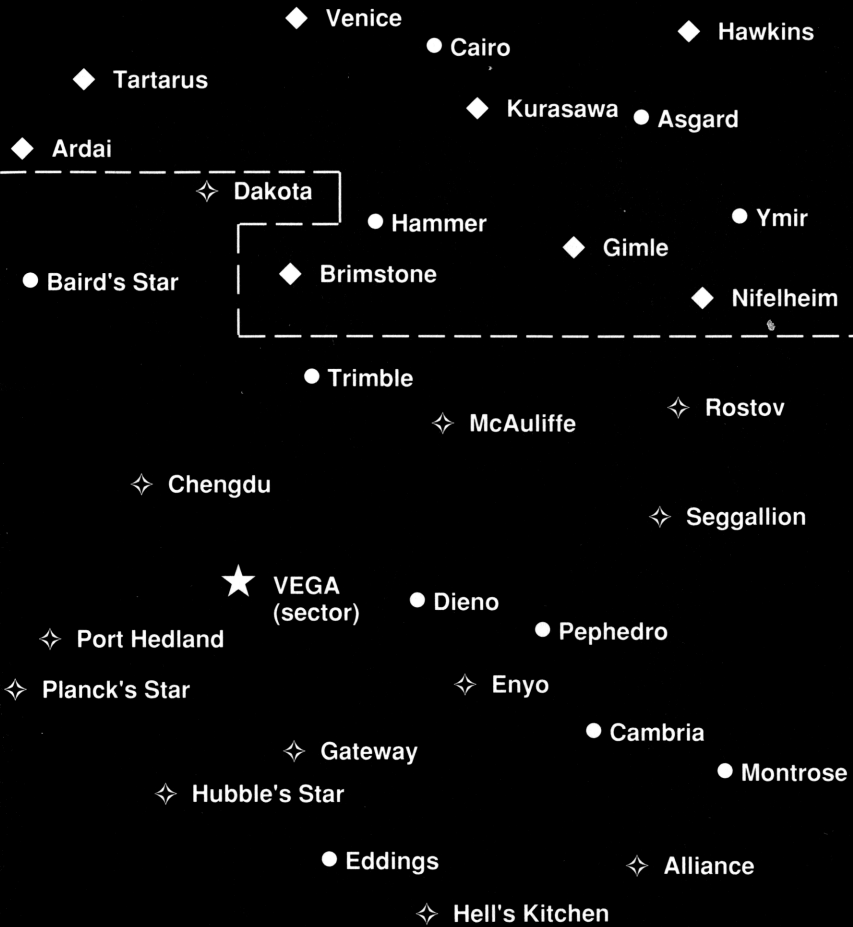 Venice
Hawkins
Cairo
Tartarus
Kurasawa
Asgard
Ardai
Dakota
Hammer
Ymir
Gimle
Brimstone
Baird's Star
Nifelheim
Trimble
Rostov
McAuliffe
Chengdu
Seggallion
VEGA
(sector)
Dieno
Pephedro
Port Hedland
Enyo
Planck's Star
Cambria
Gateway
Montrose
Hubble's Star
Eddings
Alliance
Hell's Kitchen